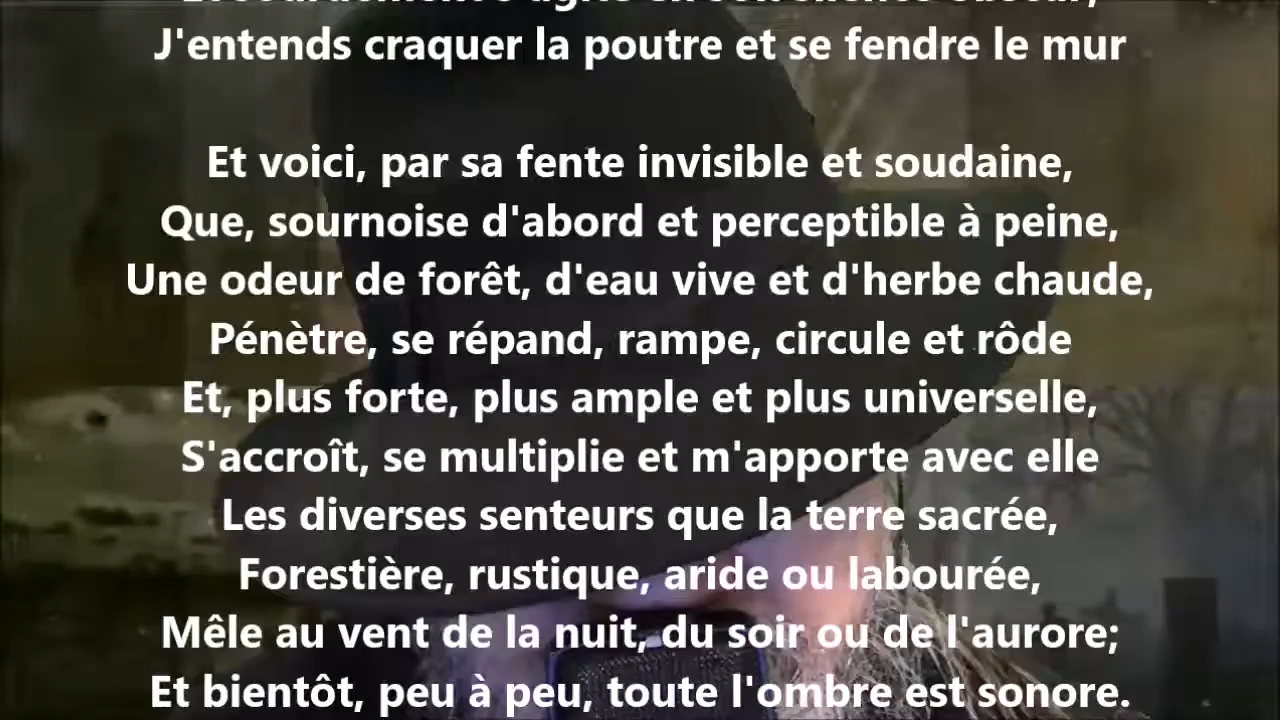 J'entends craquer la poutre et se fendre le mur
Et voici, par sa fente invisible et soudaine,
Que, sournoise d'abord et perceptible à peine,
Une odeur de forêt, d'eau vive et d'herbe chaude,
Pénètre, se répand, rampe, circule et rôde
Et, plus forte, plus ample et plus universelle,
S'accroît, se multiplie et m'apporte avec elle
Les diverses senteurs que la terre sacrée,
Forestière, rustique, aride ou labourée,
Mêle au vent de la nuit, du soir ou de l'aurore;
Et bientôt, peu à peu, toute l'ombre est sonore.